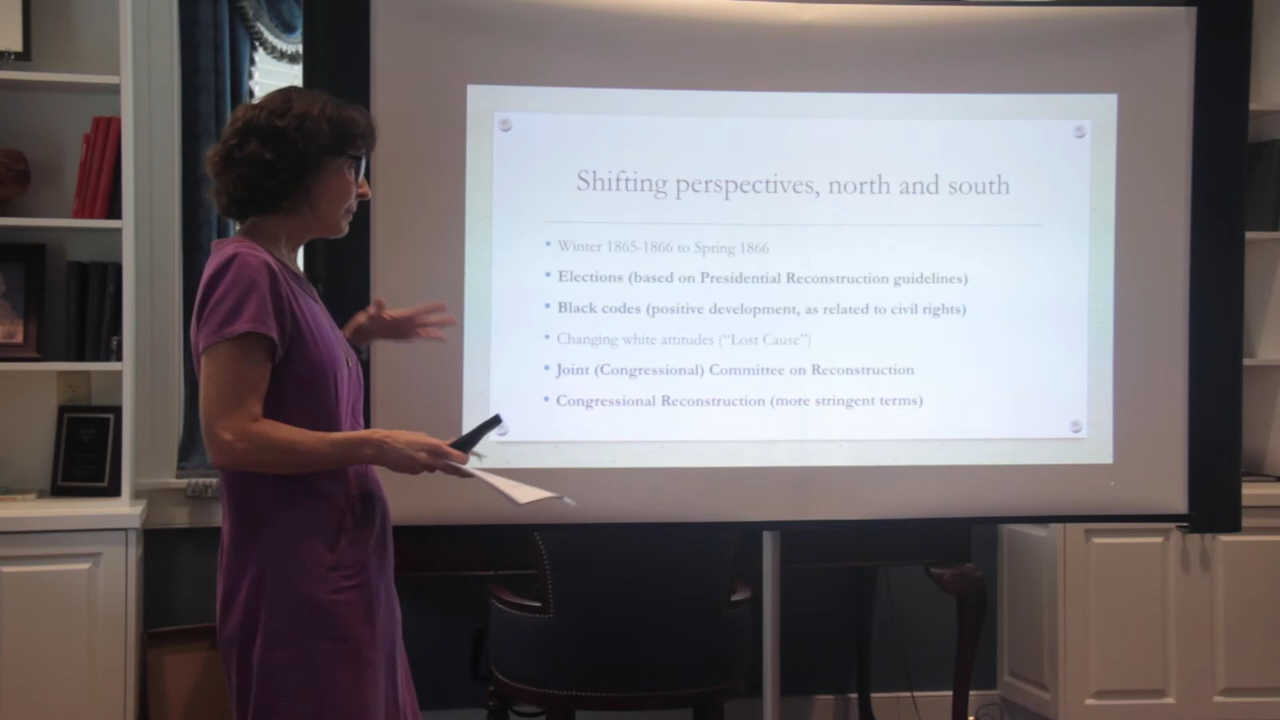 Shifting perspectives, north and south
• Winter 1865-1866 to Spring 1866
• Elections (based on Presidential Reconstruction guidelines)
• Black codes (positive development, as related to civil rights)
• Changing white attitudes (“Lost Cause”)
• Joint (Congressional) Committee on Reconstruction
• Congressional Reconstruction (more stringent terms)